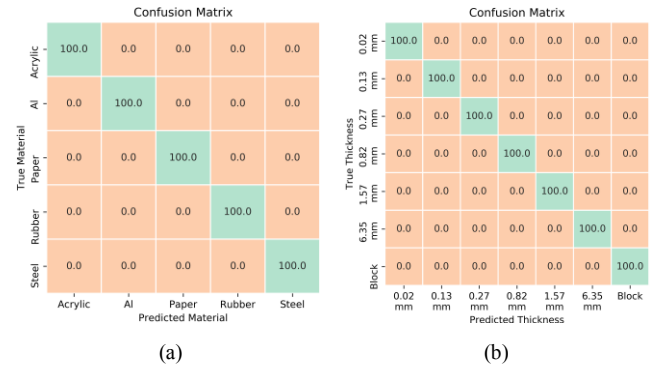 Confusion Matrix
True Material
Acrylic 100.0 0.0 0.0 0.0 0.0
Al 0.0 100.0 0.0 0.0 0.0
Paper 0.0 0.0 100.0 0.0 0.0
Rubber 0.0 0.0 0.0 100.0 0.0
Steel 0.0 0.0 0.0 0.0 100.0
Acrylic Al Paper Rubber Steel
Predicted Material
(a)
Confusion Matrix
True Thickness
0.02 mm 100.0 0.0 0.0 0.0 0.0 0.0 0.0
0.13 mm 0.0 100.0 0.0 0.0 0.0 0.0 0.0
0.27 mm 0.0 0.0 100.0 0.0 0.0 0.0 0.0
0.82 mm 0.0 0.0 0.0 100.0 0.0 0.0 0.0
1.57 mm 0.0 0.0 0.0 0.0 100.0 0.0 0.0
6.35 mm 0.0 0.0 0.0 0.0 0.0 100.0 0.0
Block 0.0 0.0 0.0 0.0 0.0 0.0 100.0
0.02 0.13 0.27 0.82 1.57 6.35 Block
mm mm mm mm mm mm
Predicted Thickness
(b)